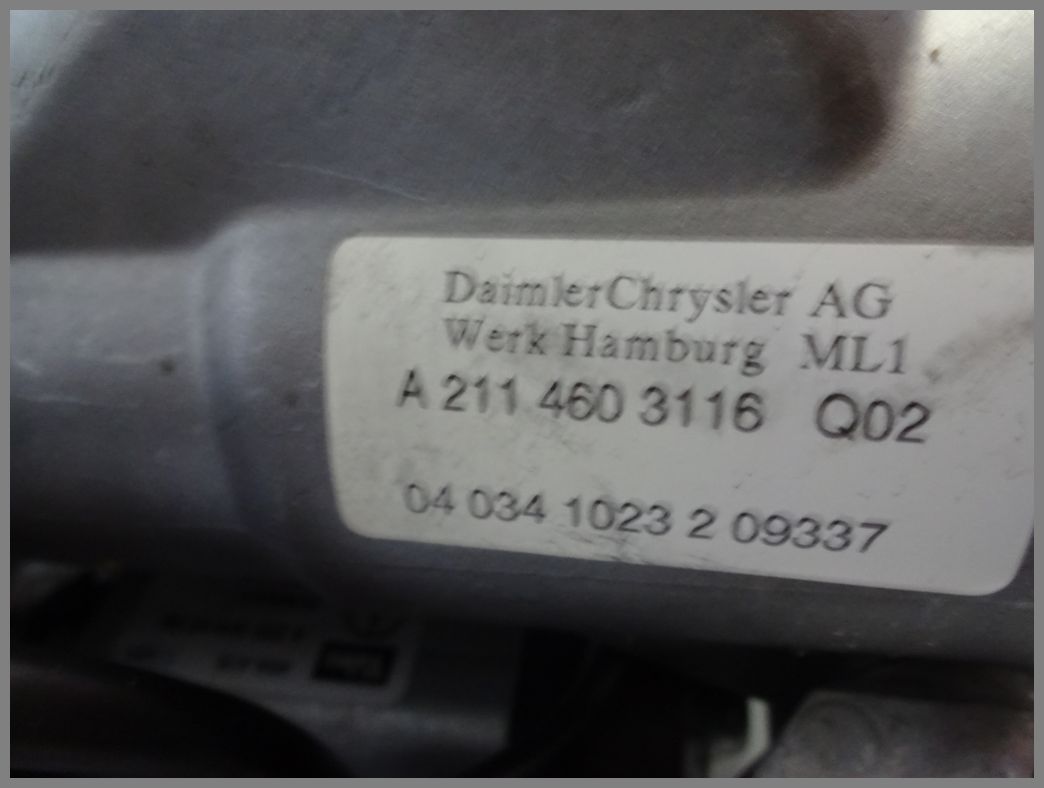 DaimlerChrysler AG
Werk Hamburg ML1
A 211 460 3116 Q02
04 034 1023 2 09337